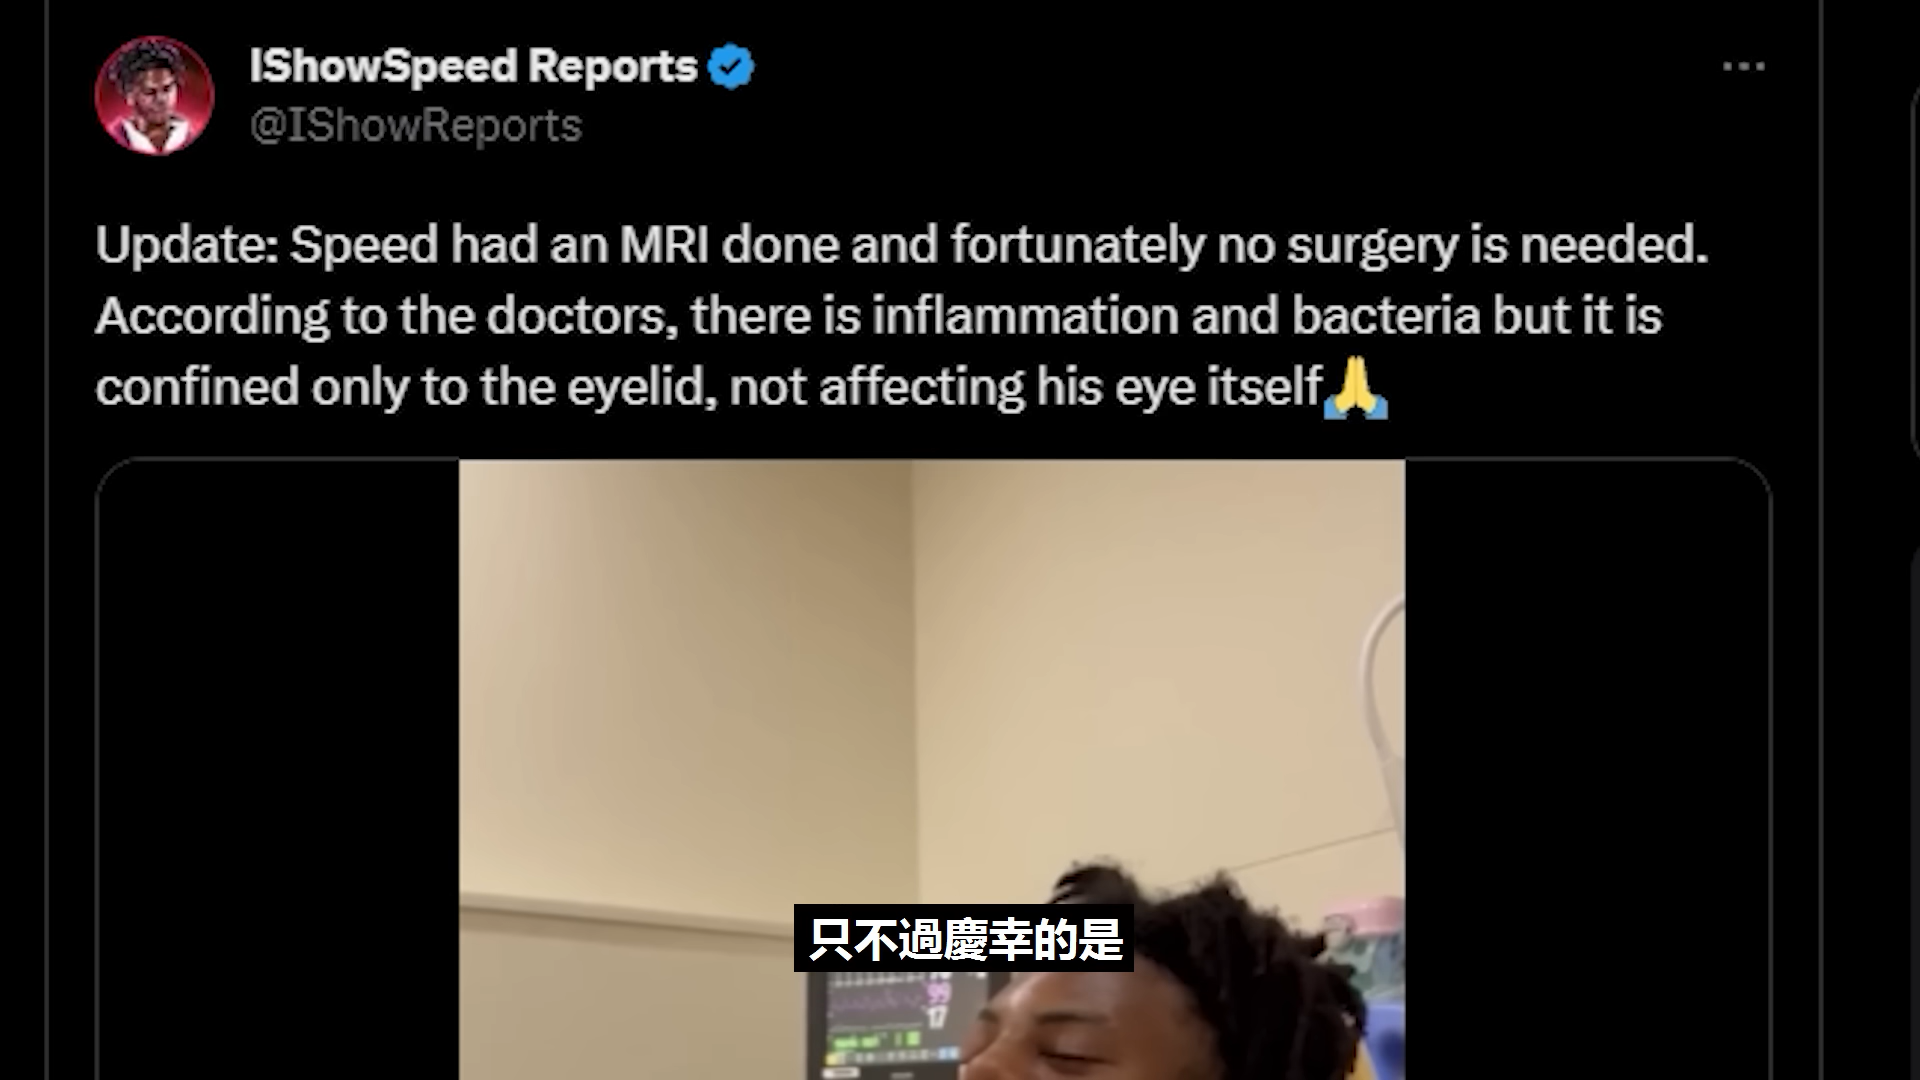 IShowSpeed Reports
@IShowReports
Update: Speed had an MRI done and fortunately no surgery is needed.
According to the doctors, there is inflammation and bacteria but it is
confined only to the eyelid, not affecting his eye itself🙏
只不過慶幸的是
99
17